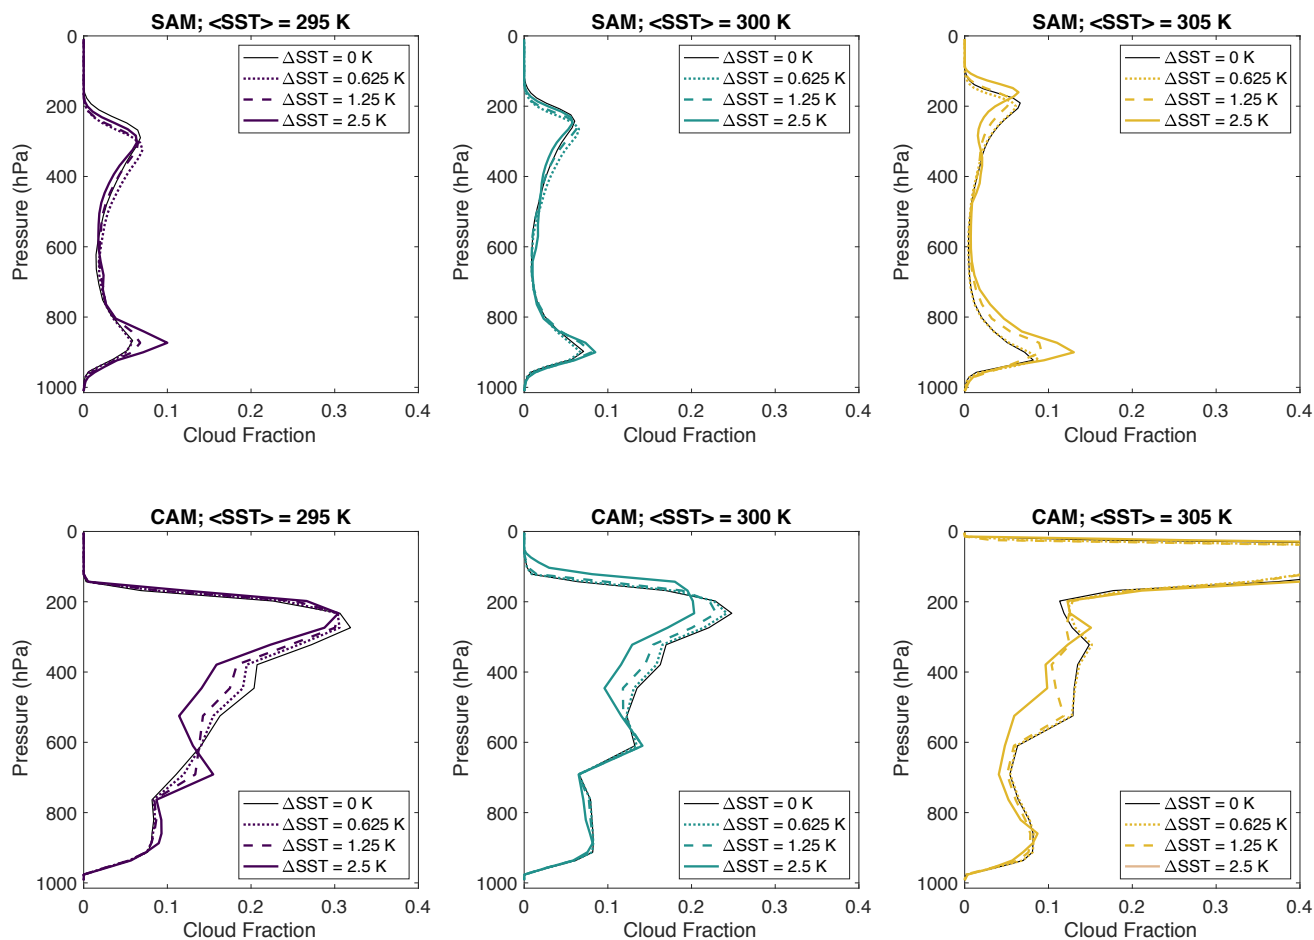 SAM; <SST> = 295 K
0
200
400
600
800
1000
Pressure (hPa)
0 0.1 0.2 0.3 0.4
Cloud Fraction
ΔSST = 0 K
ΔSST = 0.625 K
ΔSST = 1.25 K
ΔSST = 2.5 K
SAM; <SST> = 300 K
0
200
400
600
800
1000
Pressure (hPa)
0 0.1 0.2 0.3 0.4
Cloud Fraction
ΔSST = 0 K
ΔSST = 0.625 K
ΔSST = 1.25 K
ΔSST = 2.5 K
SAM; <SST> = 305 K
0
200
400
600
800
1000
Pressure (hPa)
0 0.1 0.2 0.3 0.4
Cloud Fraction
ΔSST = 0 K
ΔSST = 0.625 K
ΔSST = 1.25 K
ΔSST = 2.5 K
CAM; <SST> = 295 K
0
200
400
600
800
1000
Pressure (hPa)
0 0.1 0.2 0.3 0.4
Cloud Fraction
ΔSST = 0 K
ΔSST = 0.625 K
ΔSST = 1.25 K
ΔSST = 2.5 K
CAM; <SST> = 300 K
0
200
400
600
800
1000
Pressure (hPa)
0 0.1 0.2 0.3 0.4
Cloud Fraction
ΔSST = 0 K
ΔSST = 0.625 K
ΔSST = 1.25 K
ΔSST = 2.5 K
CAM; <SST> = 305 K
0
200
400
600
800
1000
Pressure (hPa)
0 0.1 0.2 0.3 0.4
Cloud Fraction
ΔSST = 0 K
ΔSST = 0.625 K
ΔSST = 1.25 K
ΔSST = 2.5 K